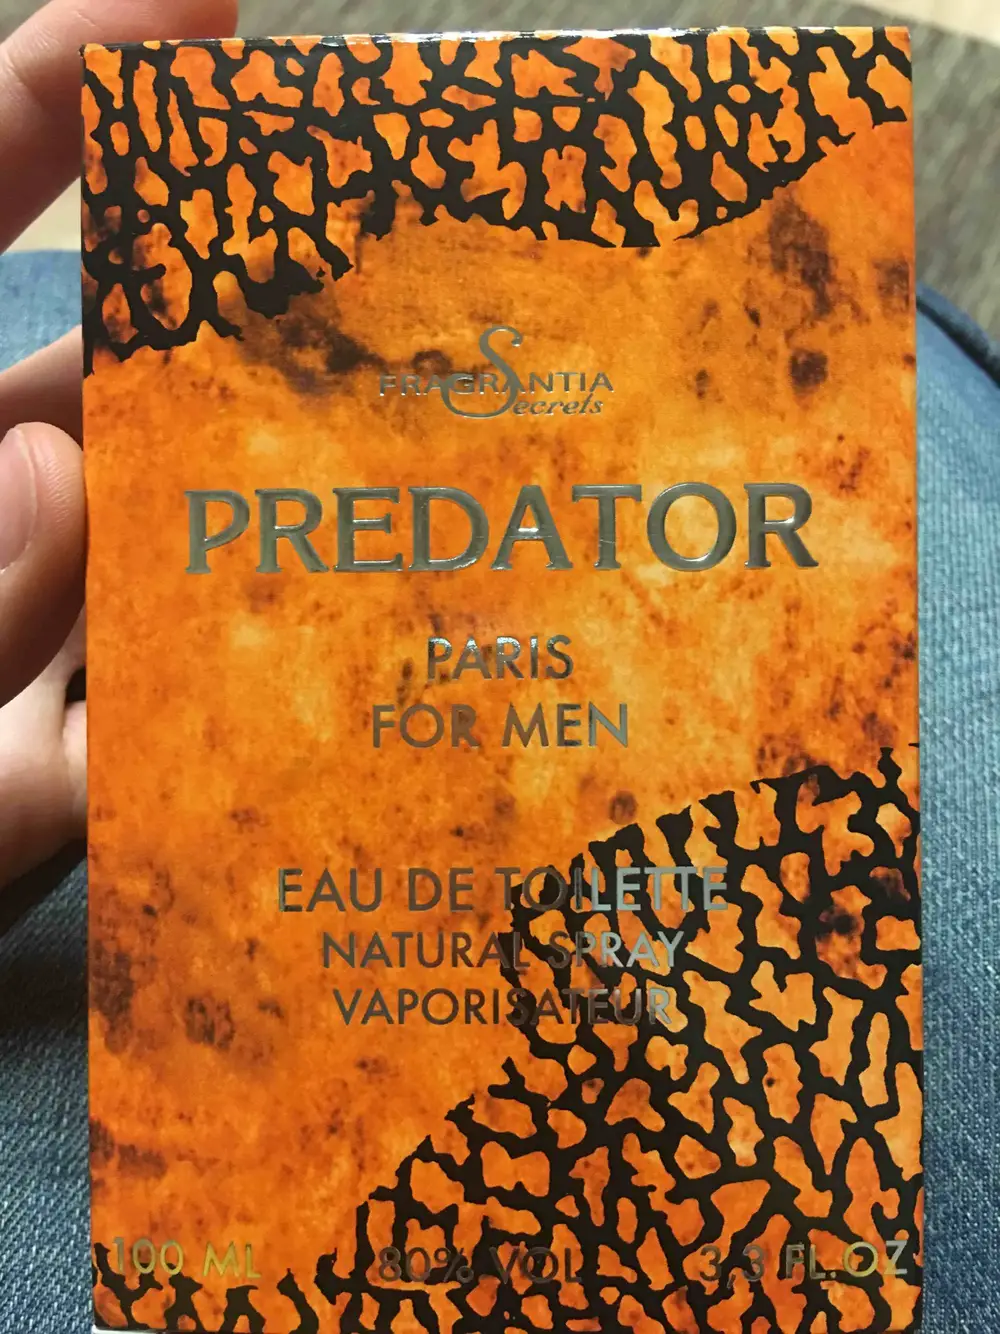 FRAGRANTIA
Secrets
PREDATOR
PARIS
FOR MEN
EAU DE TOILETTE
NATURAL SPRAY
VAPORISATEUR
100 ML 80% VOL 3,3 FL.OZ